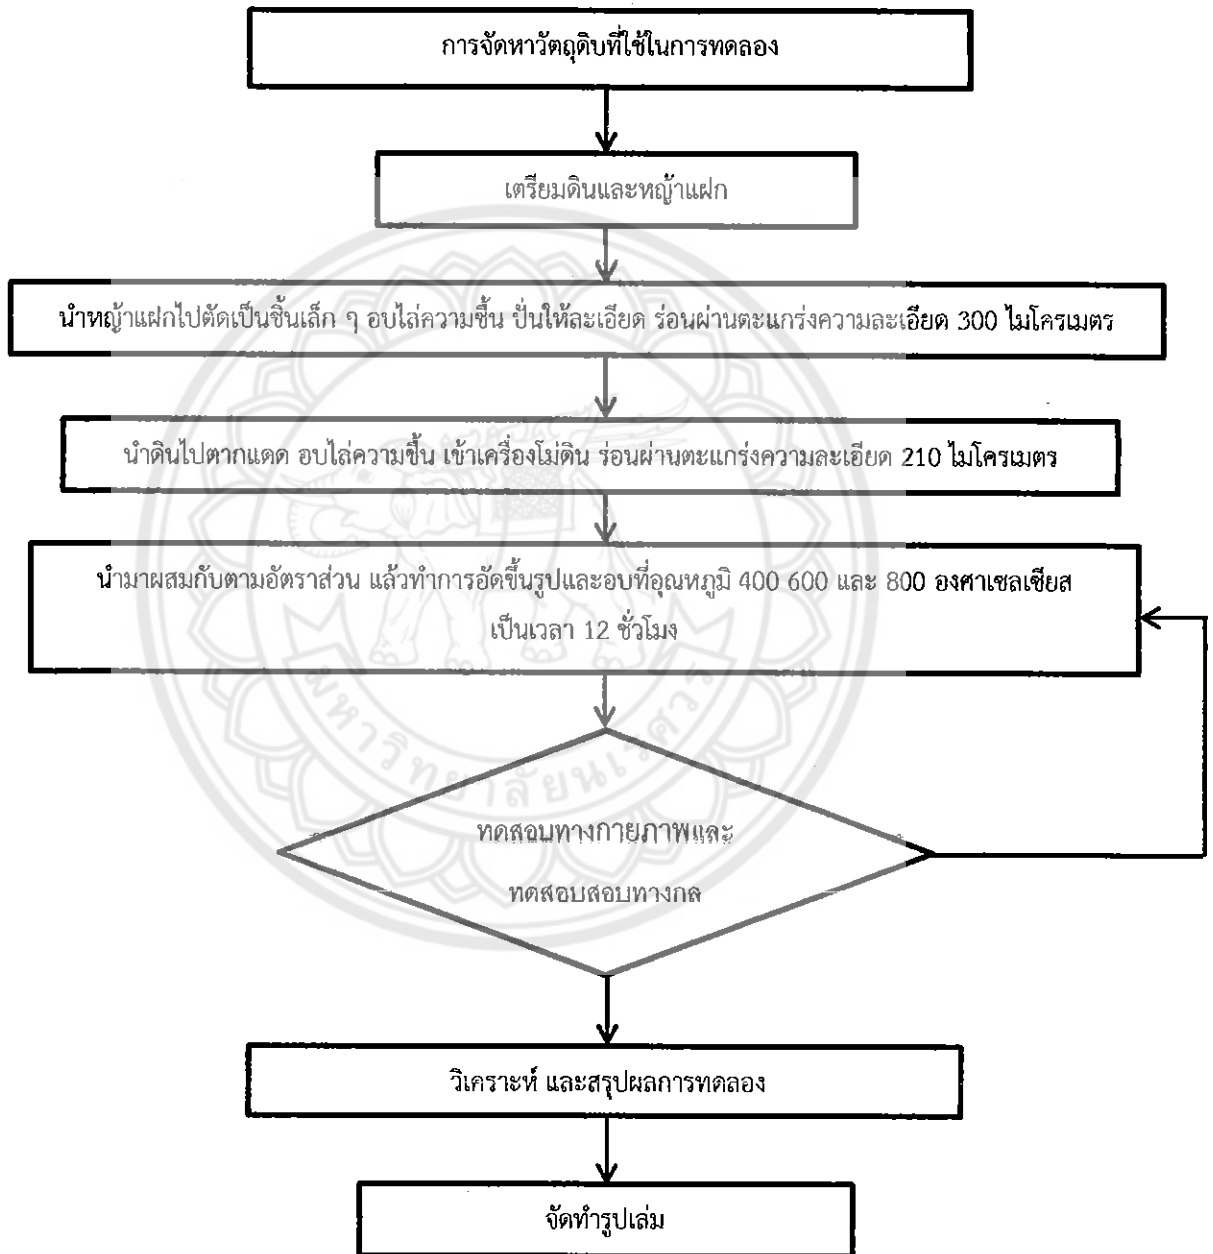 การจัดหาวัตถุดิบที่ใช้ในการทดลอง
เตรียมดินและหญ้าแฝก
นำหญ้าแฝกไปตัดเป็นชิ้นเล็ก ๆ อบไล่ความชื้น ปั่นให้ละเอียด ร่อนผ่านตะแกร่งความละเอียด 300 ไมโครเมตร
นำดินไปตากแดด อบไล่ความชื้น เข้าเครื่องโม่ดิน ร่อนผ่านตะแกร่งความละเอียด 210 ไมโครเมตร
นำมาผสมกับตามอัตราส่วน แล้วทำการอัดขึ้นรูปและอบที่อุณหภูมิ 400 600 และ 800 องศาเซลเซียส
เป็นเวลา 12 ชั่วโมง
มหาวิทยาลัยนเรศวร
ทดสอบทางกายภาพและ
ทดสอบสอบทางกล
วิเคราะห์ และสรุปผลการทดลอง
จัดทำรูปเล่ม